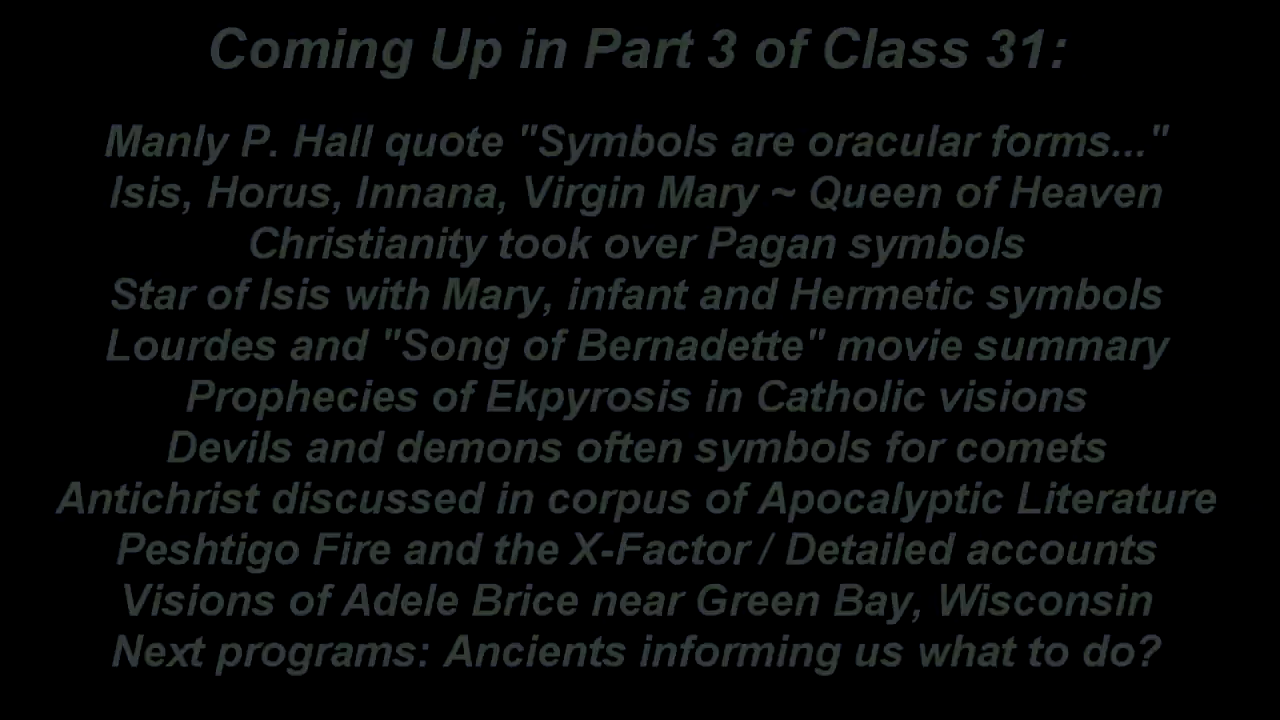 Coming Up in Part 3 of Class 31:
Manly P. Hall quote "Symbols are oracular forms..."
Isis, Horus, Innana, Virgin Mary ~ Queen of Heaven
Christianity took over Pagan symbols
Star of Isis with Mary, infant and Hermetic symbols
Lourdes and "Song of Bernadette" movie summary
Prophecies of Ekpyrosis in Catholic visions
Devils and demons often symbols for comets
Antichrist discussed in corpus of Apocalyptic Literature
Peshtigo Fire and the X-Factor / Detailed accounts
Visions of Adele Brice near Green Bay, Wisconsin
Next programs: Ancients informing us what to do?